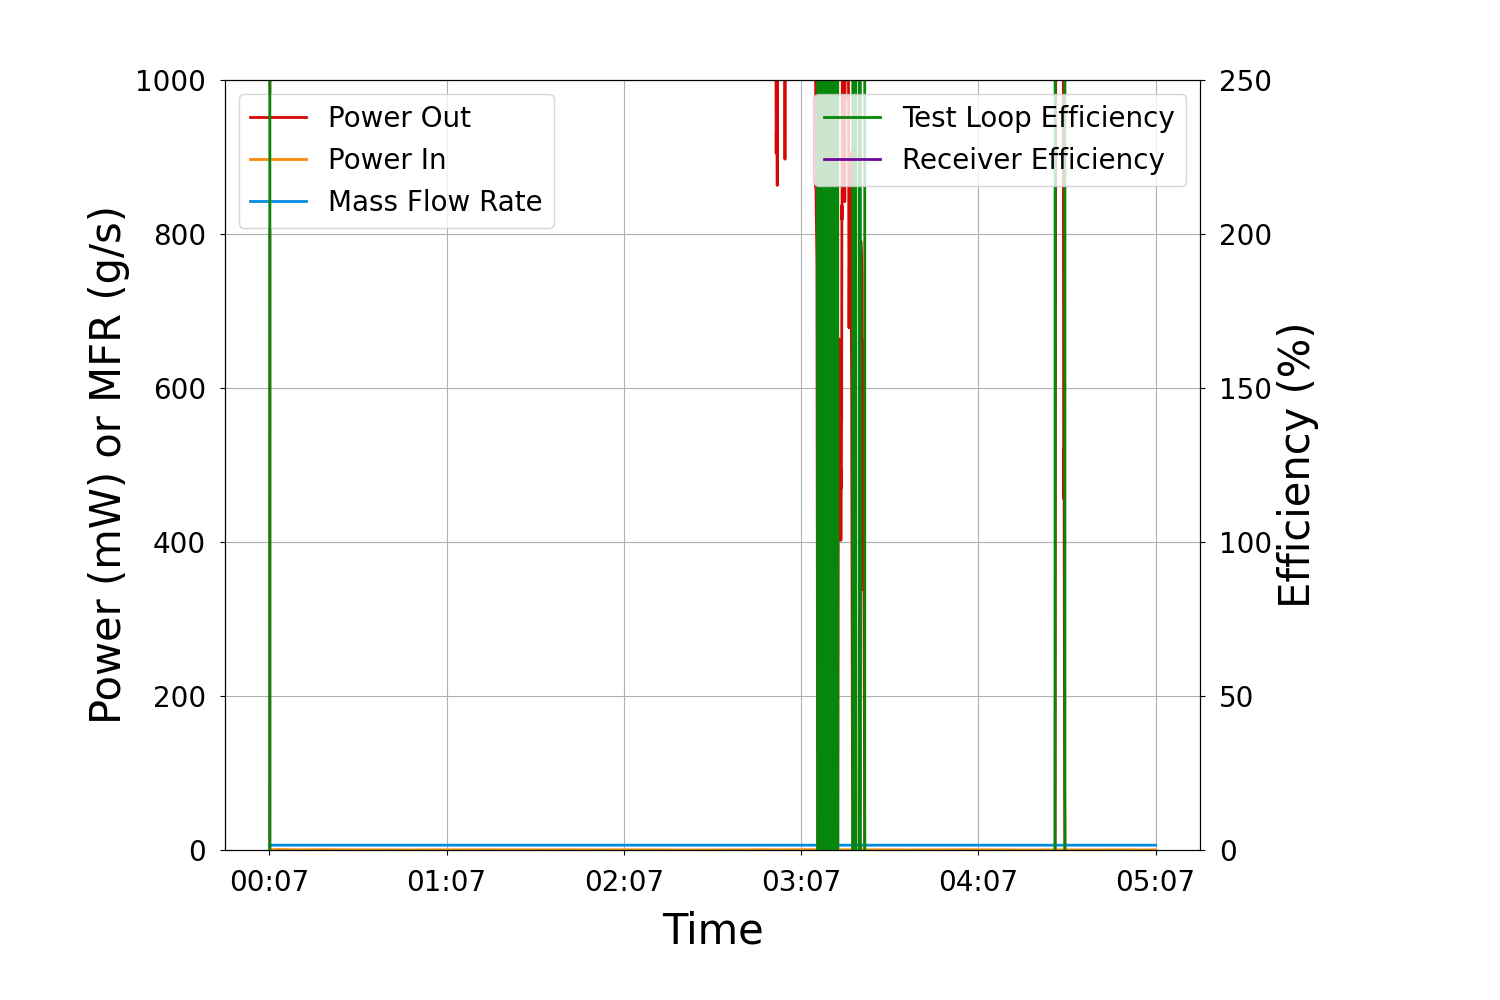 1000
800
600
400
200
0
Power (mW) or MFR (g/s)
Power Out
Power In
Mass Flow Rate
Test Loop Efficiency
Receiver Efficiency
250
200
150
100
50
0
Efficiency (%)
00:07 01:07 02:07 03:07 04:07 05:07
Time